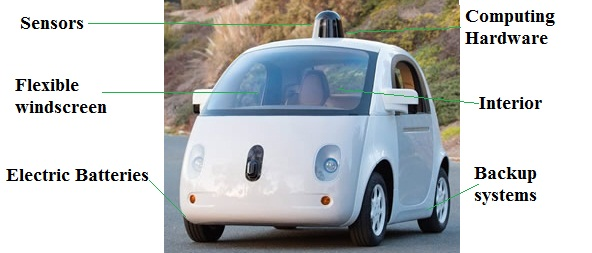 Sensors
Computing
Hardware
Flexible
windscreen
Interior
Electric Batteries
Backup
systems